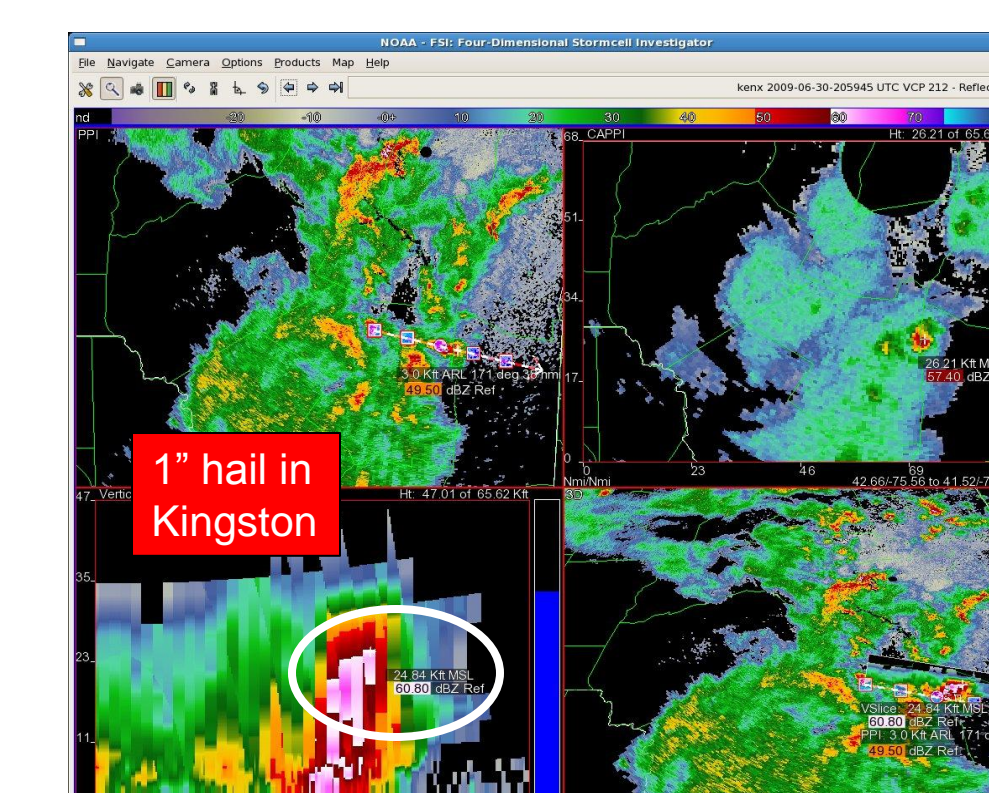 NOAA - FSI: Four-Dimensional Stormcell Investigator
File Navigate Camera Options Products Map Help
kenx 2009-06-30-205945 UTC VCP 212 - Reflec
nd -20 -10 -0+ 10 20 30 40 50 60 70
PPI
68 CAPPI Ht: 26.21 of 65.6
51
34
17
0
0 23 46 69
Nmi/Nmi 42.66/-75.56 to 41.52/-7
26.21 Kft M
57.40 dBZ
3.0 Kft ARL 171 deg 36 nm
49.50 dBZ Ref
1” hail in
Kingston
47 Vertic Ht: 47.01 of 65.62 Kft
35
23
11
24.84 Kft MSL
60.80 dBZ Ref
3D
VSlice: 24.84 Kft MSL
60.80 dBZ Ref
PPI: 3.0 Kft ARL 171 d
49.50 dBZ Ref